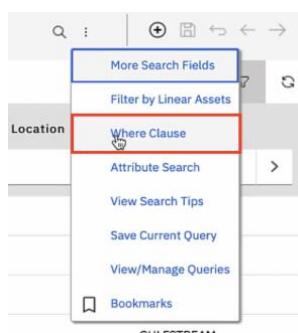 More Search Fields
Filter by Linear Assets
Location
Where Clause
Attribute Search
View Search Tips
Save Current Query
View/Manage Queries
Bookmarks